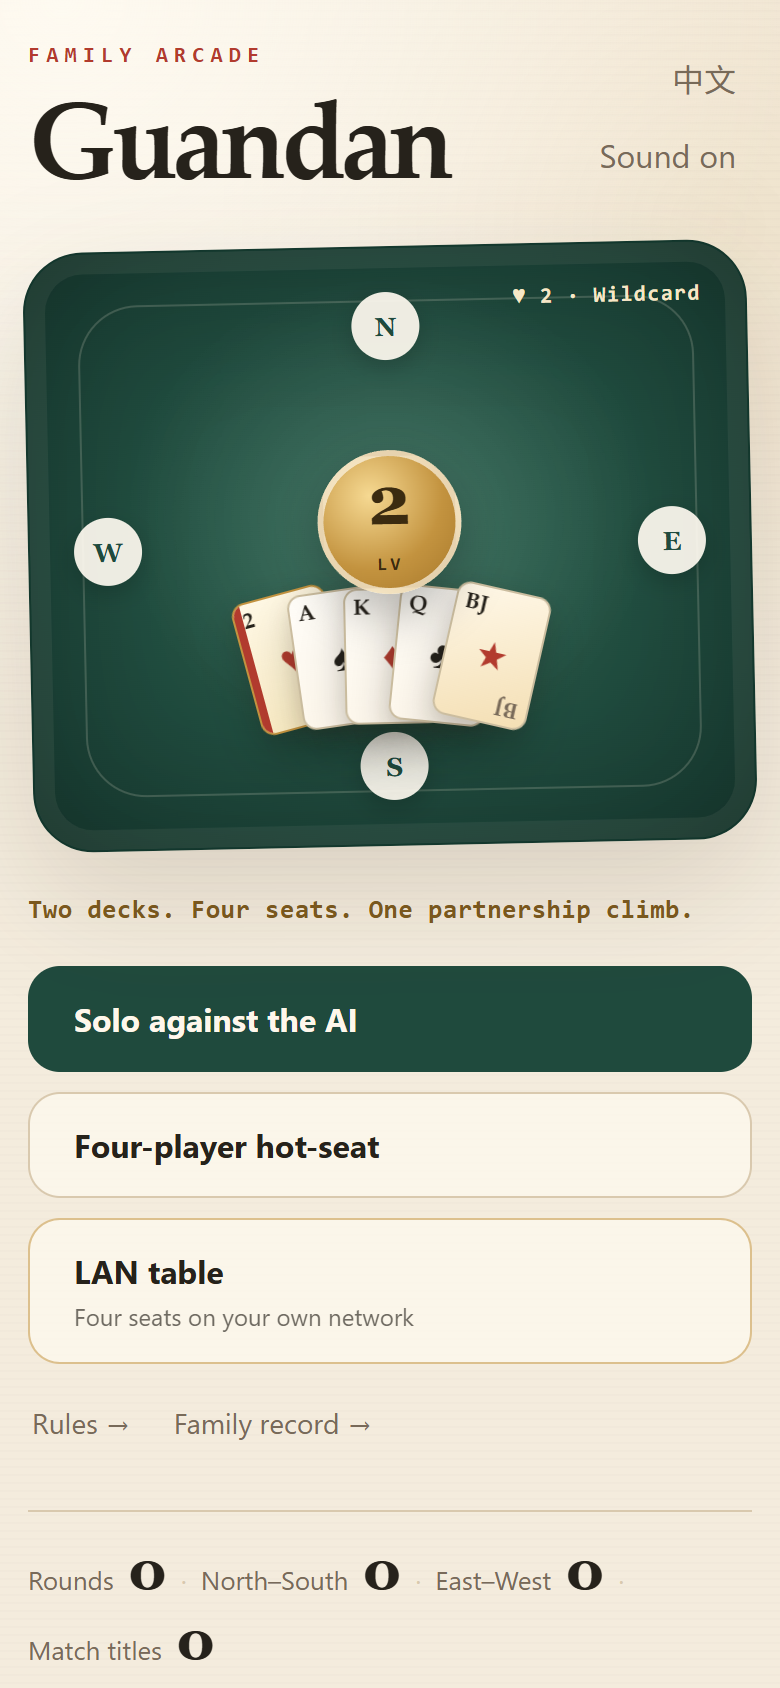 FAMILY ARCADE
Guandan
中文
Sound on
♥ 2 · Wildcard
N
W
E
2
LV
2
A
K
Q
BJ
BJ
S
Two decks. Four seats. One partnership climb.
Solo against the AI
Four-player hot-seat
LAN table
Four seats on your own network
Rules → Family record →
Rounds 0 · North–South 0 · East–West 0 ·
Match titles 0